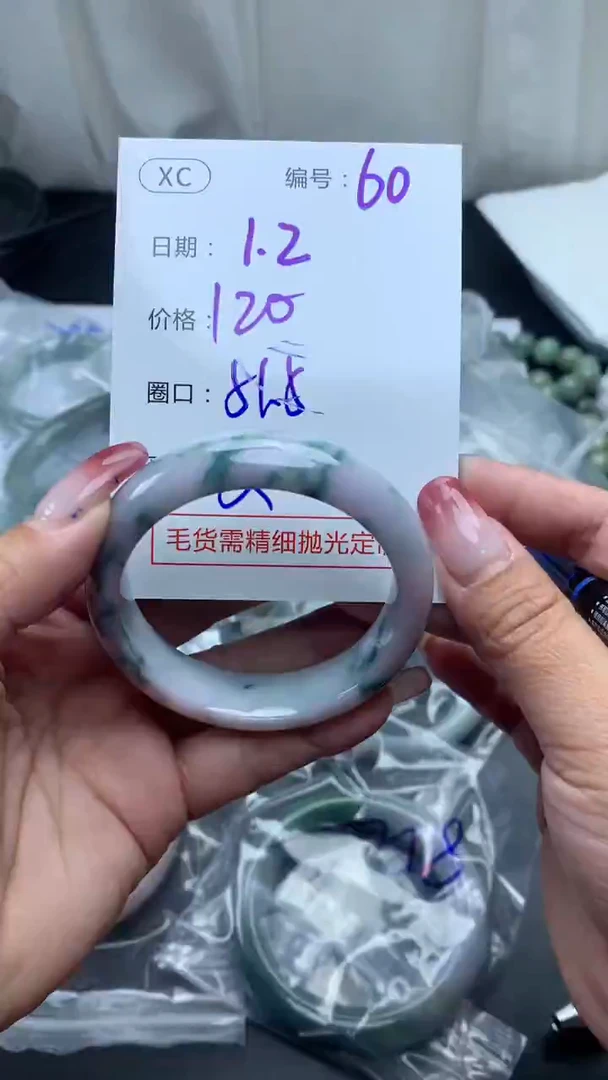 XC
编号：60
日期：1.2
价格：120
圈口：
毛货需精细抛光定